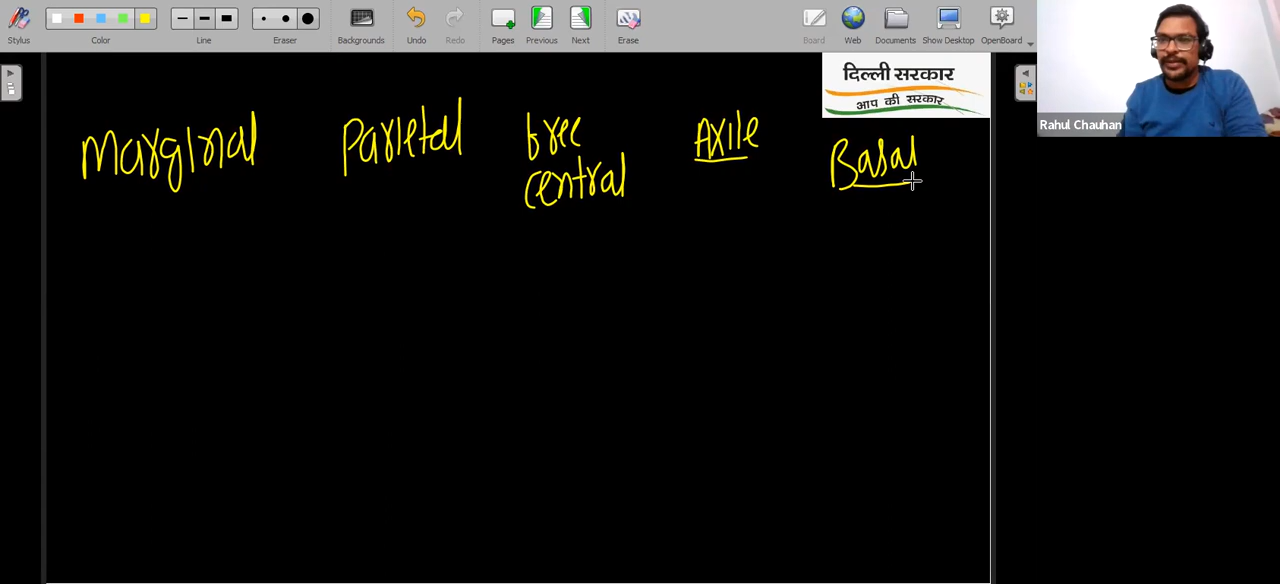 Stylus Color Line Eraser Backgrounds Undo Redo Pages Previous Next Erase Board Web Documents Show Desktop OpenBoard
दिल्ली सरकार
आप की सरकार
Rahul Chauhan
Marginal Parietal free Axile Basal
central